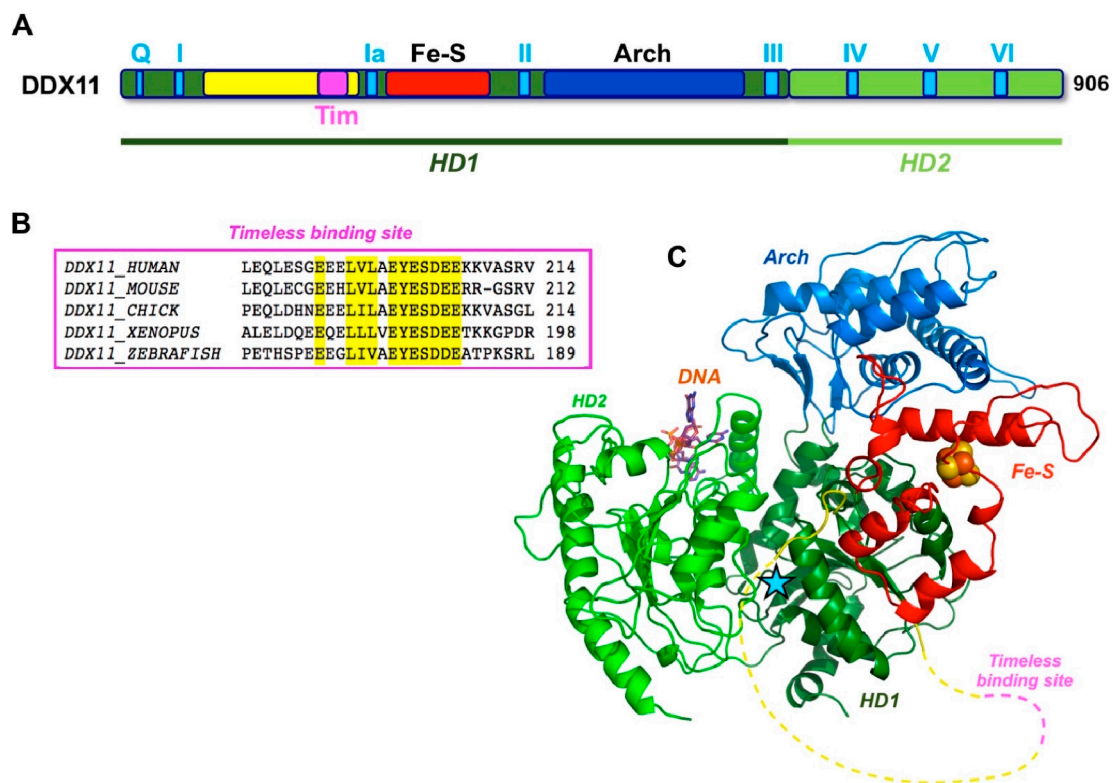 A
Q I Ia Fe-S II Arch III IV V VI
DDX11 906
Tim
HD1 HD2
B
Timeless binding site
DDX11_HUMAN LEQLESGEEELVLAEYESDEEKKVASRV 214
DDX11_MOUSE LEQLECGEEHLVLAEYESDEERR-GSRV 212
DDX11_CHICK PEQLDHNEEELILAEYESDEEKKVASGL 214
DDX11_XENOPUS ALELDQEEQELLLVEYESDEETKKGPDR 198
DDX11_ZEBRAFISH PETHSPEEEGLIVAEYESDDEATPKSRL 189
C
Arch
DNA
HD2
Fe-S
Timeless
binding site
HD1